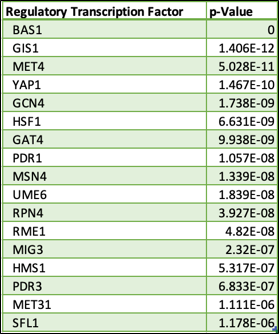 Regulatory Transcription Factor p-Value
BAS1 0
GIS1 1.406E-12
MET4 5.028E-11
YAP1 1.467E-10
GCN4 1.738E-09
HSF1 6.631E-09
GAT4 9.938E-09
PDR1 1.057E-08
MSN4 1.339E-08
UME6 1.839E-08
RPN4 3.927E-08
RME1 4.82E-08
MIG3 2.32E-07
HMS1 5.317E-07
PDR3 6.833E-07
MET31 1.111E-06
SFL1 1.178E-06